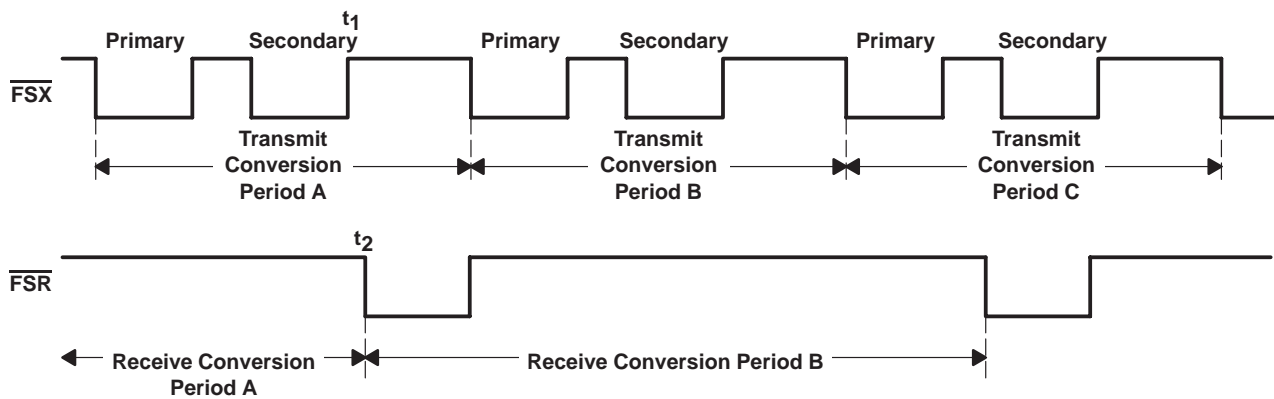 t1
Primary Secondary Primary Secondary Primary Secondary
FSX
Transmit Transmit Transmit
Conversion Conversion Conversion
Period A Period B Period C
t2
FSR
Receive Conversion Receive Conversion Period B
Period A